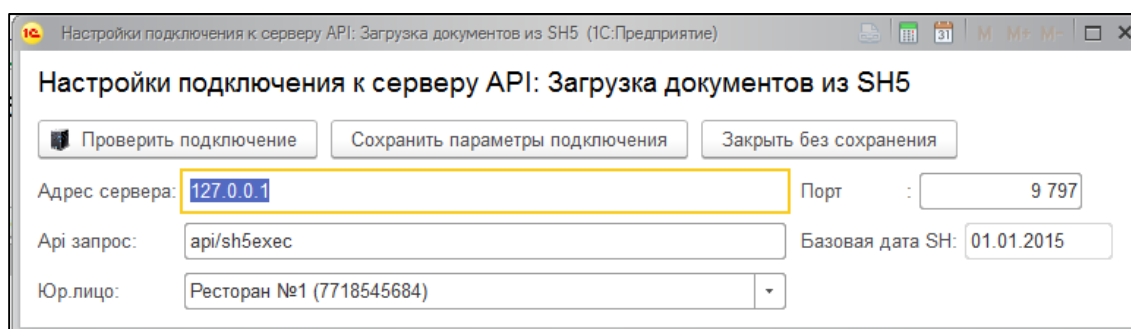 1С Настройки подключения к серверу API: Загрузка документов из SH5 (1С:Предприятие) 31 M M+ M-
Настройки подключения к серверу API: Загрузка документов из SH5
Проверить подключение Сохранить параметры подключения Закрыть без сохранения
Адрес сервера: 127.0.0.1 Порт : 9 797
Api запрос: api/sh5exec Базовая дата SH: 01.01.2015
Юр.лицо: Ресторан №1 (7718545684)